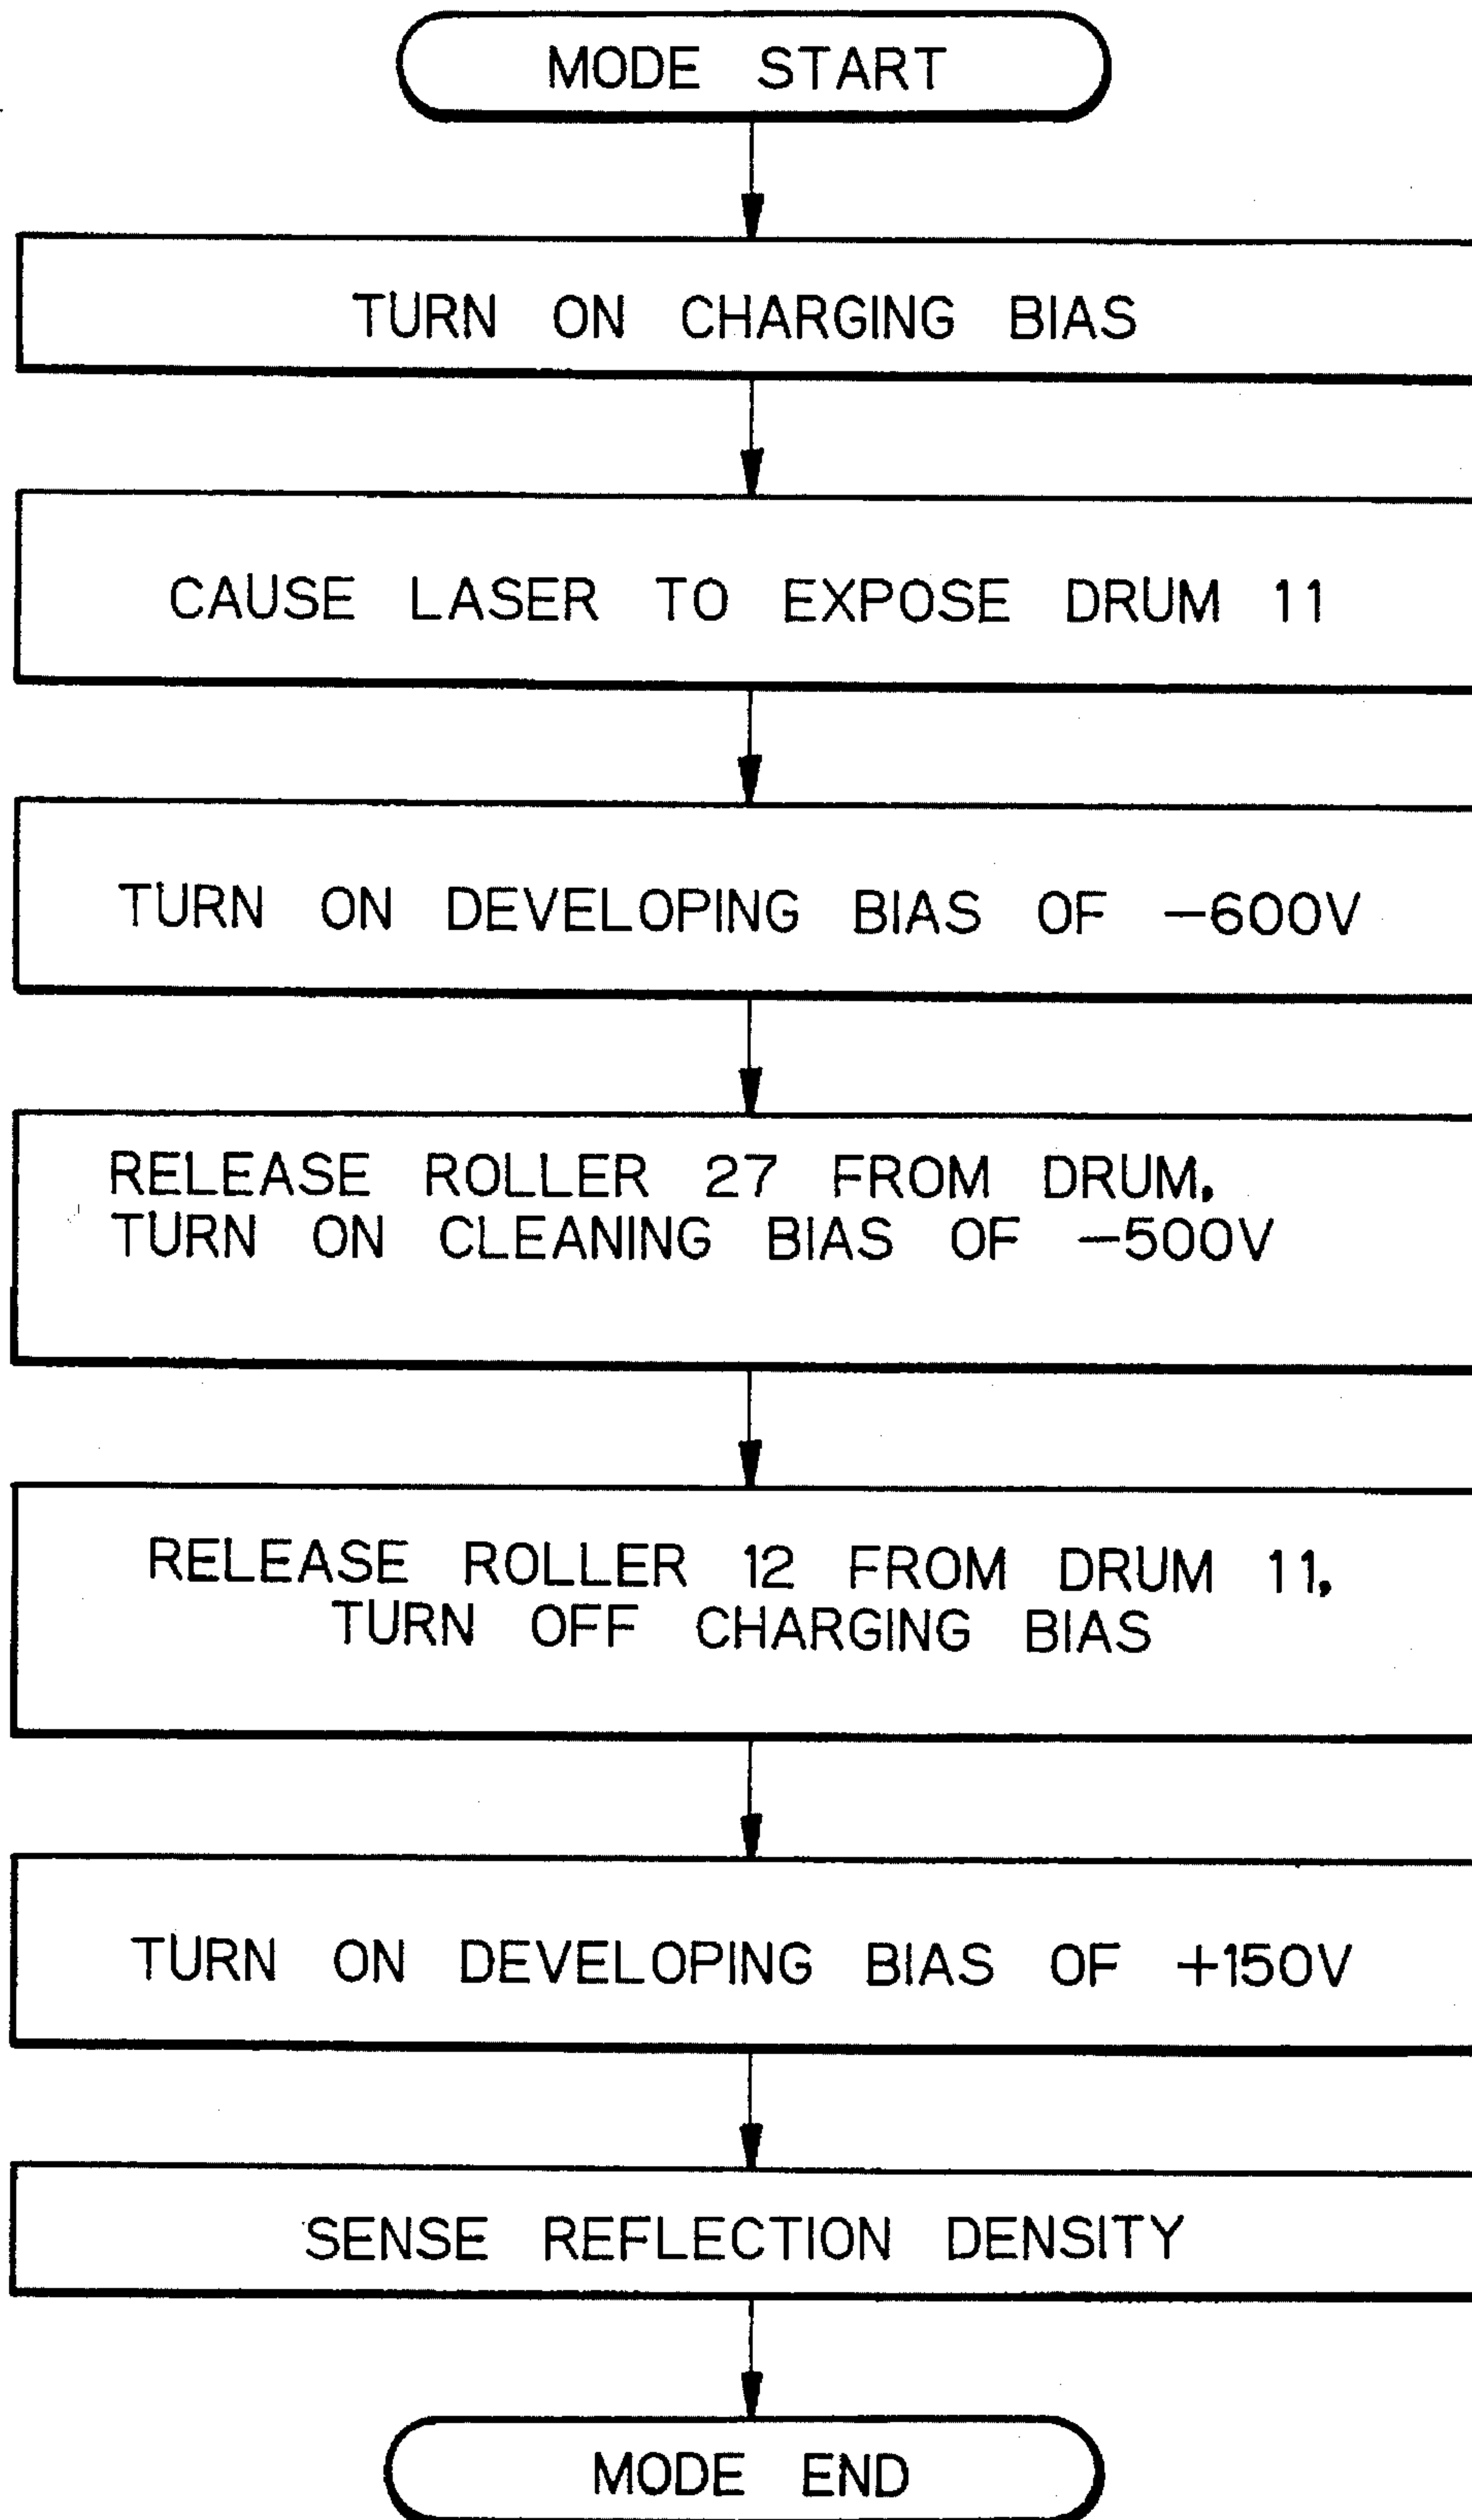 MODE START
TURN ON CHARGING BIAS
CAUSE LASER TO EXPOSE DRUM 11
TURN ON DEVELOPING BIAS OF −600V
RELEASE ROLLER 27 FROM DRUM,
TURN ON CLEANING BIAS OF −500V
RELEASE ROLLER 12 FROM DRUM 11,
TURN OFF CHARGING BIAS
TURN ON DEVELOPING BIAS OF +150V
SENSE REFLECTION DENSITY
MODE END